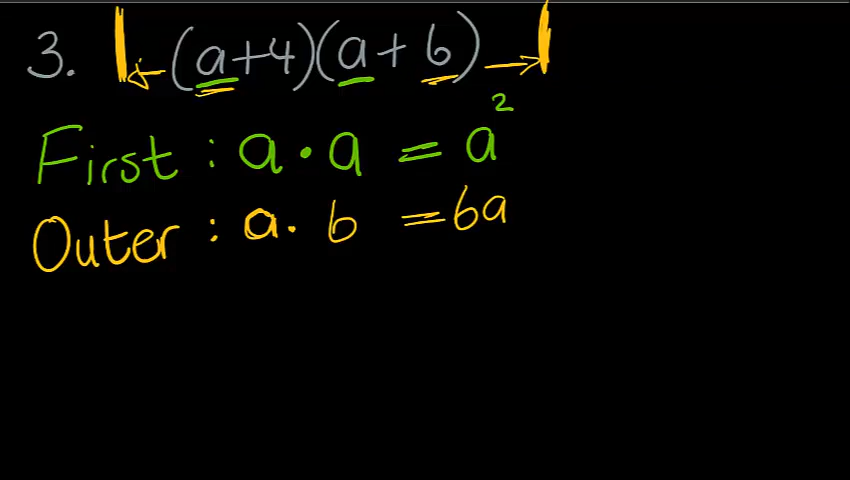 3. (a+4)(a+6)
First : a · a = a²
Outer : a · 6 = 6a